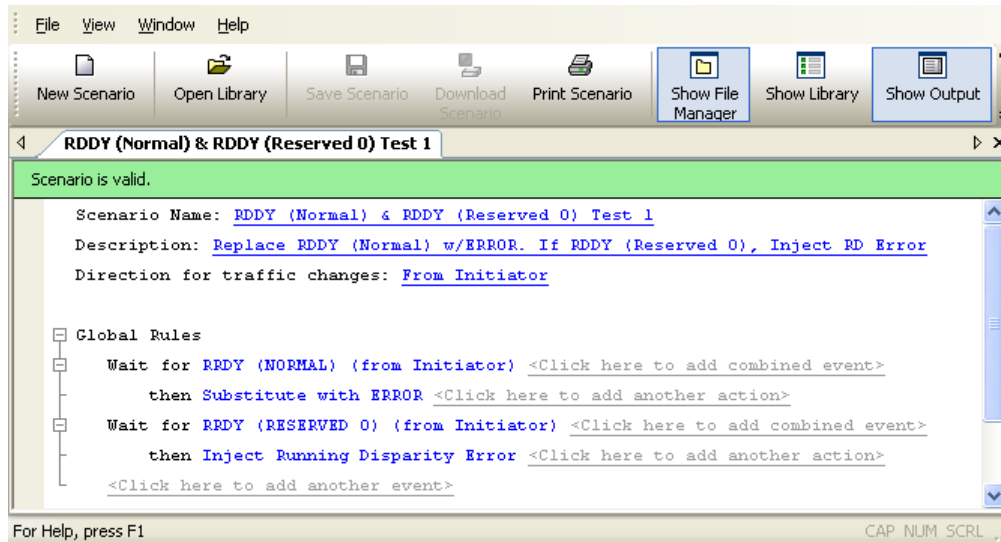 File View Window Help
New Scenario Open Library Save Scenario Download Scenario Print Scenario Show File Manager Show Library Show Output
RDDY (Normal) & RDDY (Reserved 0) Test 1
Scenario is valid.
Scenario Name: RDDY (Normal) & RDDY (Reserved 0) Test 1
Description: Replace RDDY (Normal) w/ERROR. If RDDY (Reserved 0), Inject RD Error
Direction for traffic changes: From Initiator
Global Rules
Wait for RRDY (NORMAL) (from Initiator) <Click here to add combined event>
then Substitute with ERROR <Click here to add another action>
Wait for RRDY (RESERVED 0) (from Initiator) <Click here to add combined event>
then Inject Running Disparity Error <Click here to add another action>
<Click here to add another event>
For Help, press F1 CAP NUM SCRL